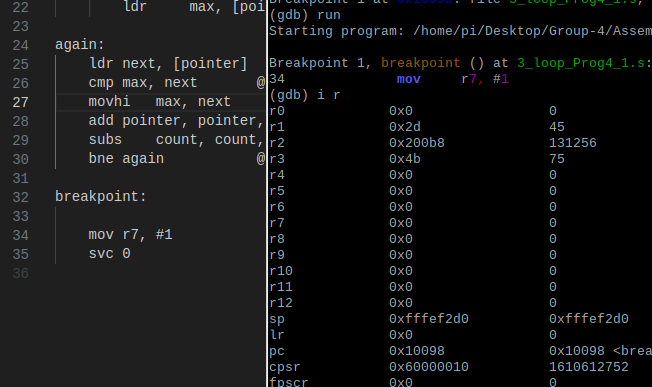 22 ldr max, [poi
23
24 again:
25 ldr next, [pointer]
26 cmp max, next @
27 movhi max, next
28 add pointer, pointer,
29 subs count, count,
30 bne again @
31
32 breakpoint:
33
34 mov r7, #1
35 svc 0
36
(gdb) run
Starting program: /home/pi/Desktop/Group-4/Assem
Breakpoint 1, breakpoint () at 3_loop_Prog4_1.s:
34 mov r7, #1
(gdb) i r
r0 0x0 0
r1 0x2d 45
r2 0x200b8 131256
r3 0x4b 75
r4 0x0 0
r5 0x0 0
r6 0x0 0
r7 0x0 0
r8 0x0 0
r9 0x0 0
r10 0x0 0
r11 0x0 0
r12 0x0 0
sp 0xfffef2d0 0xfffef2d0
lr 0x0 0
pc 0x10098 0x10098 <brea
cpsr 0x60000010 1610612752
fpscr 0x0 0